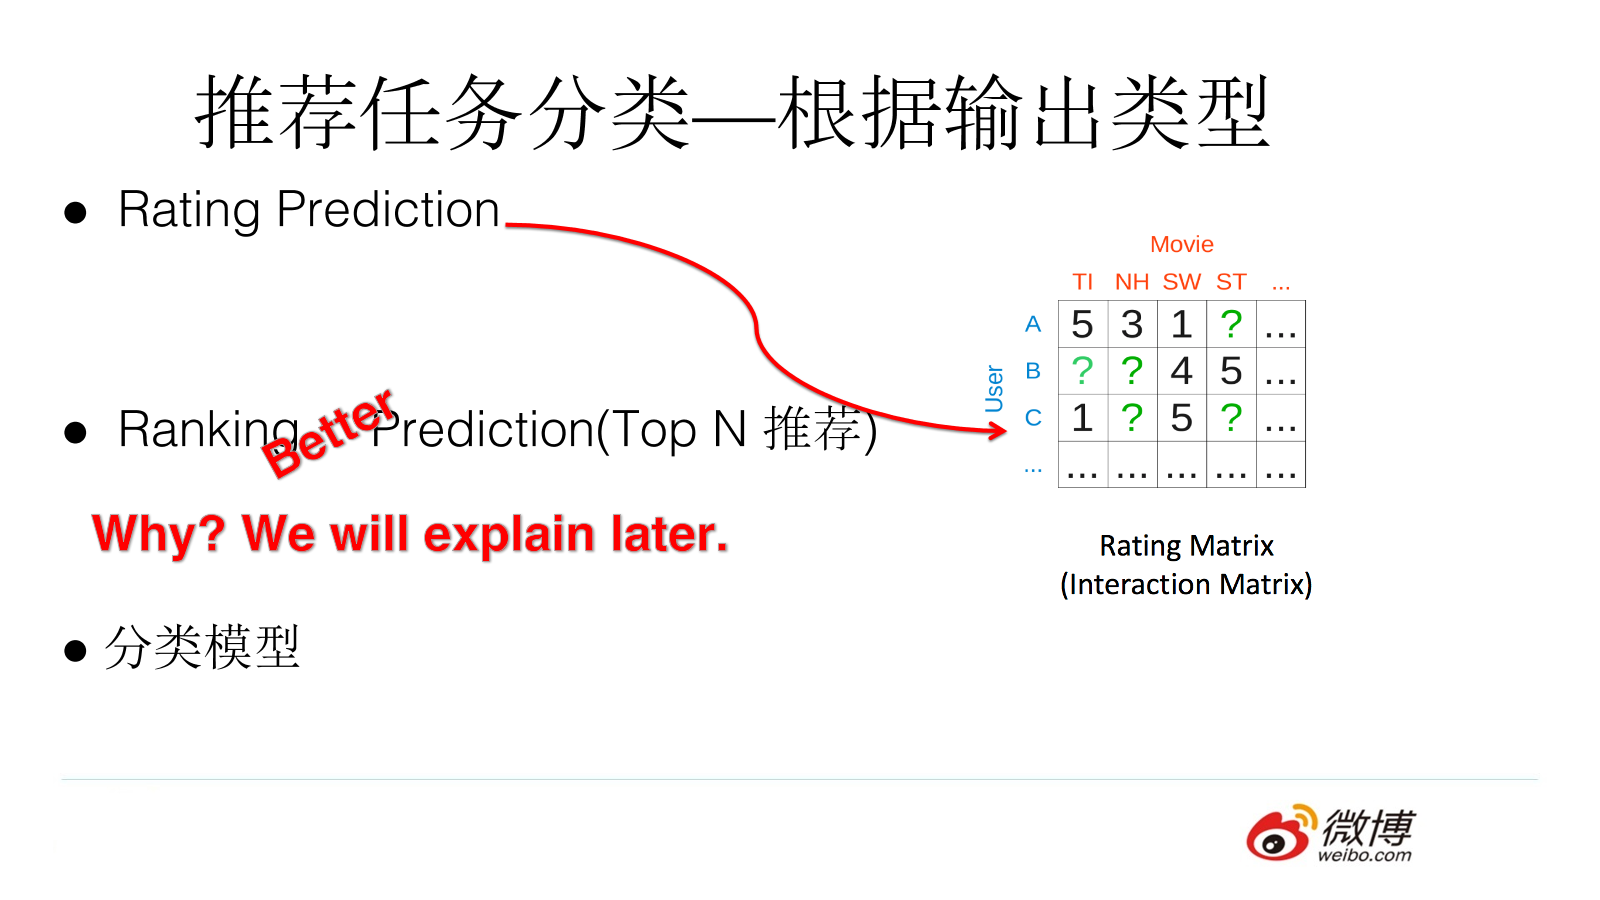 推荐任务分类—根据输出类型
● Rating Prediction
● Ranking Prediction(Top N 推荐)
Better
Why? We will explain later.
● 分类模型
Movie
TI NH SW ST ...
User
A 5 3 1 ? ...
B ? ? 4 5 ...
C 1 ? 5 ? ...
... ... ... ... ... ...
Rating Matrix
(Interaction Matrix)
微博
weibo.com